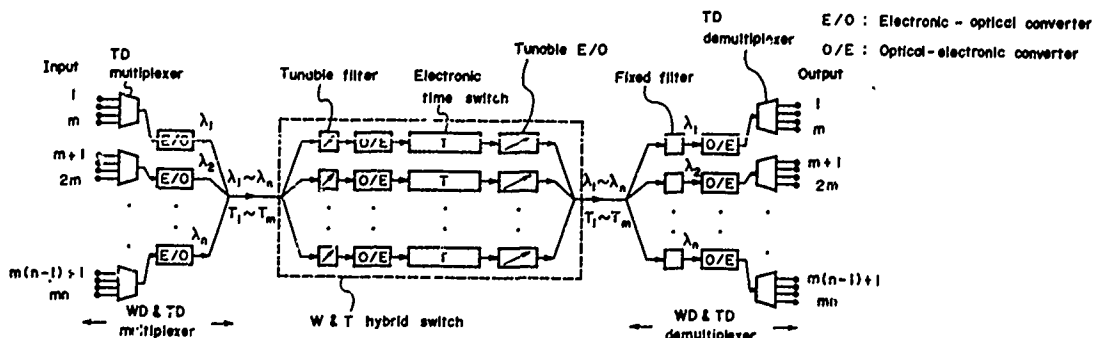 E/O : Electronic - optical converter
O/E : Optical-electronic converter
TD
demultiplexer
Tunable E/O
Input
TD
multiplexer
Tunable filter
Electronic
time switch
Fixed filter
Output
1
m
m+1
2m
m(n-1)+1
mn
E/O
λ1
E/O
λ2
E/O
λn
λ1~λn
T1~Tm
O/E
T
O/E
T
O/E
T
λ1~λn
T1~Tm
λ1
O/E
λ2
O/E
λn
O/E
1
m
m+1
2m
m(n-1)+1
mn
WD & TD
multiplexer
W & T hybrid switch
WD & TD
demultiplexer